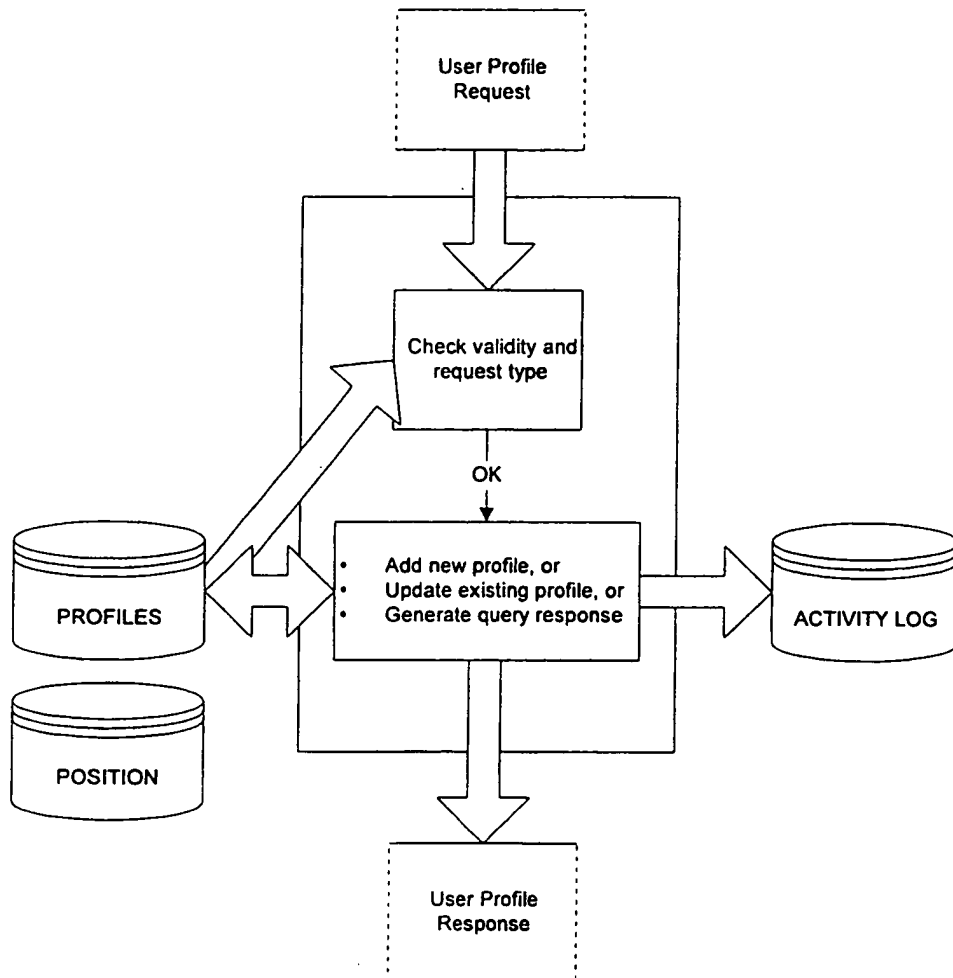 User Profile
Request
Check validity and
request type
OK
• Add new profile, or
• Update existing profile, or
• Generate query response
PROFILES
ACTIVITY LOG
POSITION
User Profile
Response